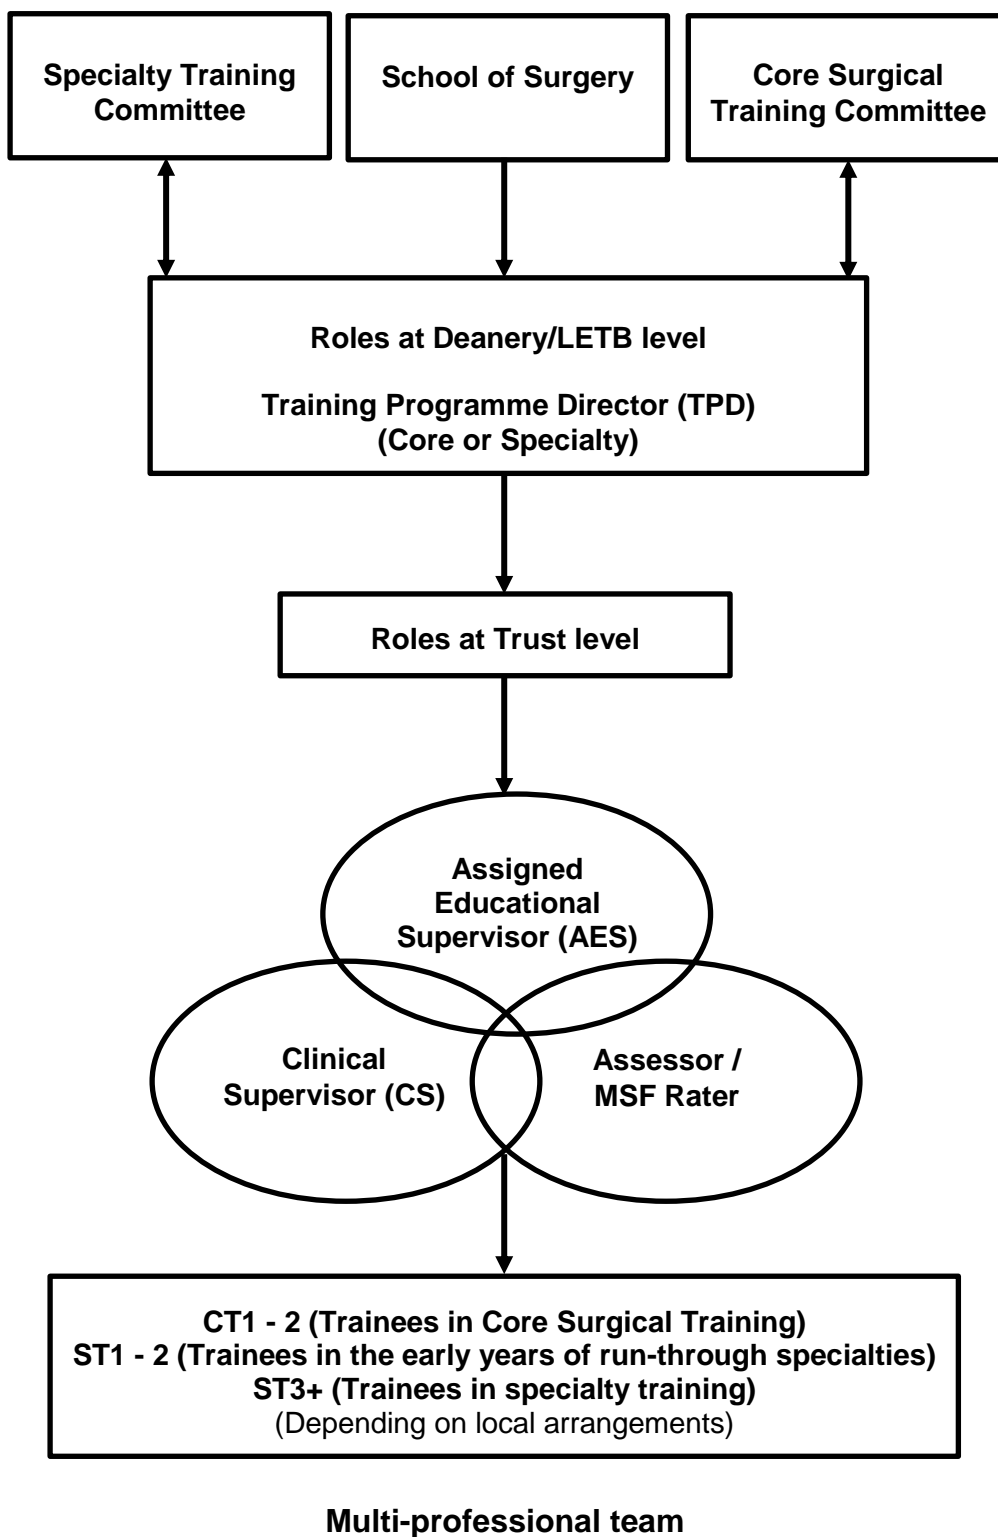 Specialty Training
Committee
School of Surgery
Core Surgical
Training Committee
Roles at Deanery/LETB level
Training Programme Director (TPD)
(Core or Specialty)
Roles at Trust level
Assigned
Educational
Supervisor (AES)
Clinical
Supervisor (CS)
Assessor /
MSF Rater
CT1 - 2 (Trainees in Core Surgical Training)
ST1 - 2 (Trainees in the early years of run-through specialties)
ST3+ (Trainees in specialty training)
(Depending on local arrangements)
Multi-professional team